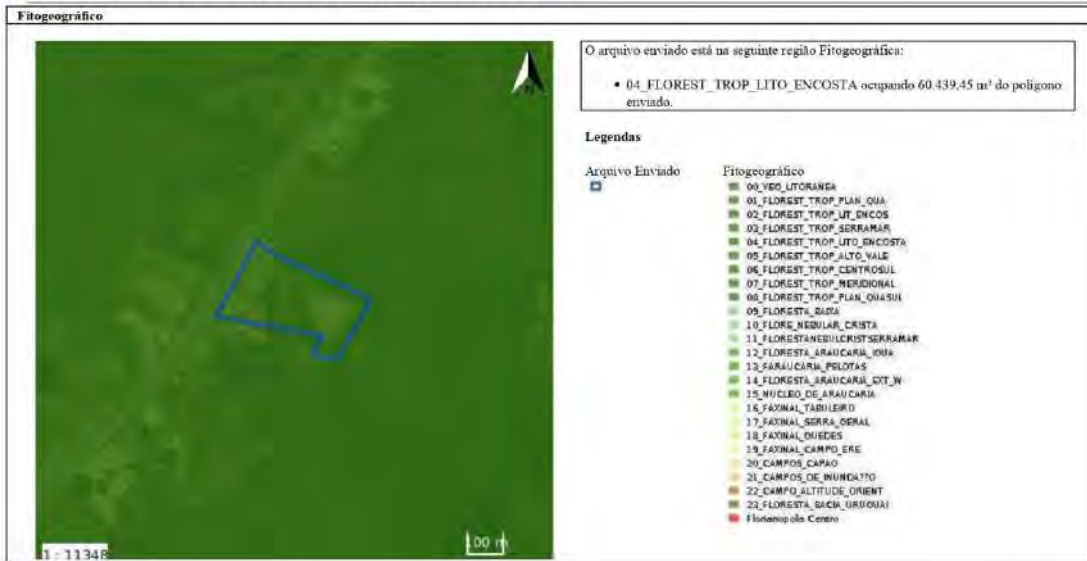 Fitogeográfico
N
1 : 11348
100 m
O arquivo enviado está na seguinte região Fitogeográfica:
• 04_FLOREST_TROP_LITO_ENCOSTA ocupando 60.439,45 m² do polígono
enviado.
Legendas
Arquivo Enviado
Fitogeográfico
00_VEG_LITORANEA
01_FLOREST_TROP_PLAN_QUA
02_FLOREST_TROP_LIT_ENCOS
03_FLOREST_TROP_SERRAMAR
04_FLOREST_TROP_LITO_ENCOSTA
05_FLOREST_TROP_ALTO_VALE
06_FLOREST_TROP_CENTROSUL
07_FLOREST_TROP_MERIDIONAL
08_FLOREST_TROP_PLAN_QUASUL
09_FLORESTA_BAIXA
10_FLORE_NEBULAR_CRISTA
11_FLORESTANEBULCRISTSERRAMAR
12_FLORESTA_ARAUCARIA_IGUA
13_FARAUCARIA_PELOTAS
14_FLORESTA_ARAUCARIA_EXT_W
15_NUCLEO_DE_ARAUCARIA
16_FAXINAL_TABULEIRO
17_FAXINAL_SERRA_GERAL
18_FAXINAL_GUEDES
19_FAXINAL_CAMPO_ERE
20_CAMPOS_CAPAO
21_CAMPOS_DE_INUNDA??O
22_CAMPO_ALTITUDE_ORIENT
23_FLORESTA_BACIA_URUGUAI
Florianopolis Centro